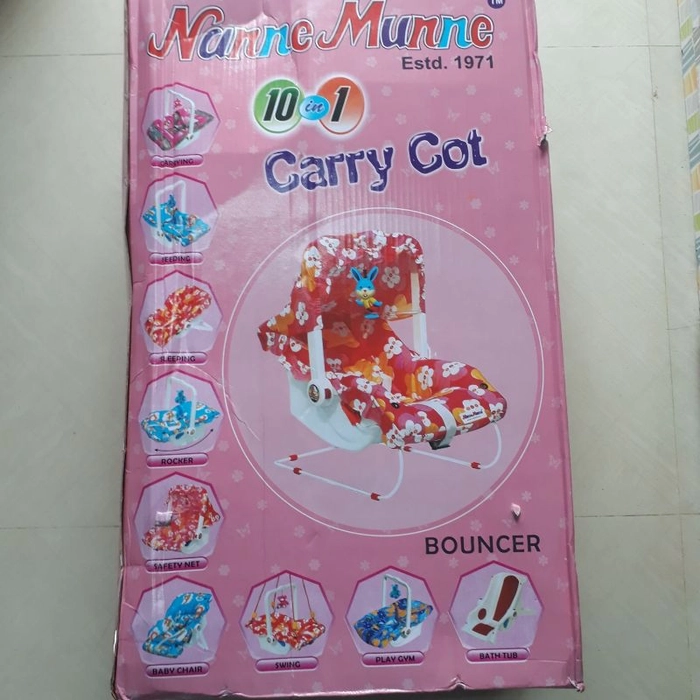 Nanne Munne
TM
Estd. 1971
10 in 1
Carry Cot
SLEEPING
ROCKER
SAFETY NET
BABY CHAIR
SWING
PLAY GYM
BATH-TUB
BOUNCER